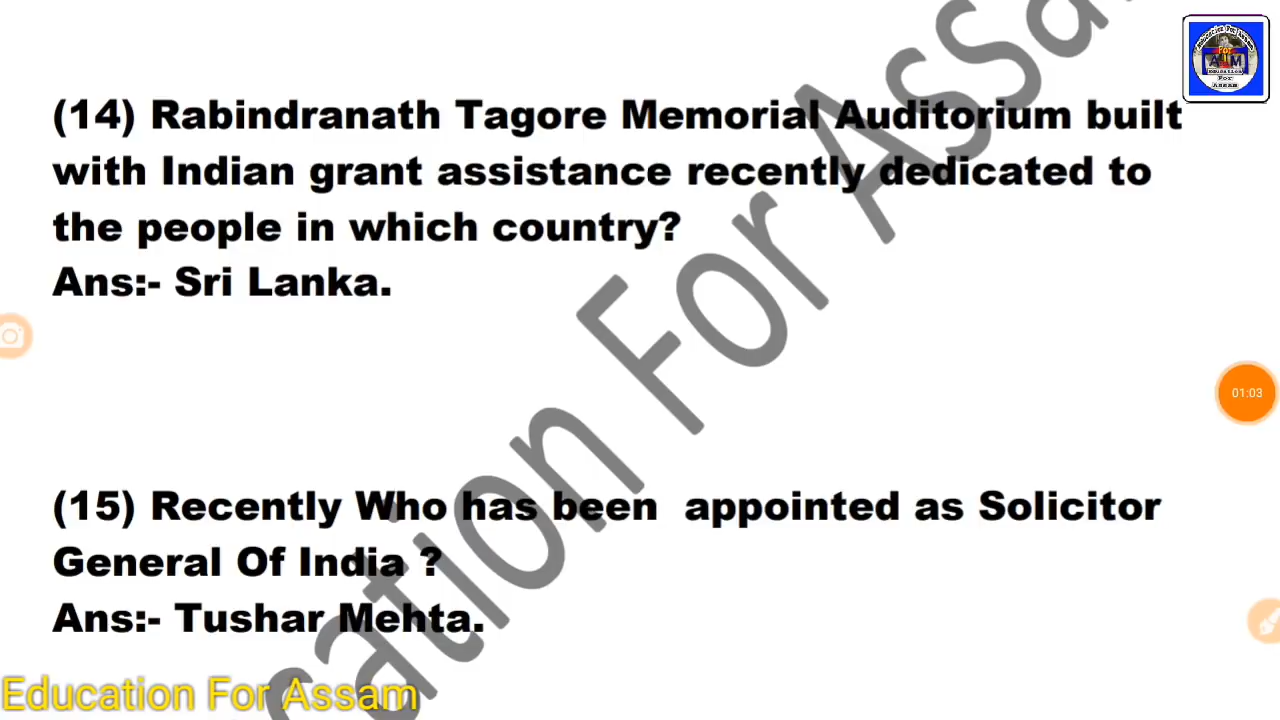 (14) Rabindranath Tagore Memorial Auditorium built
with Indian grant assistance recently dedicated to
the people in which country?
Ans:- Sri Lanka.
01:03
(15) Recently Who has been  appointed as Solicitor
General Of India ?
Ans:- Tushar Mehta.
Education For Assam